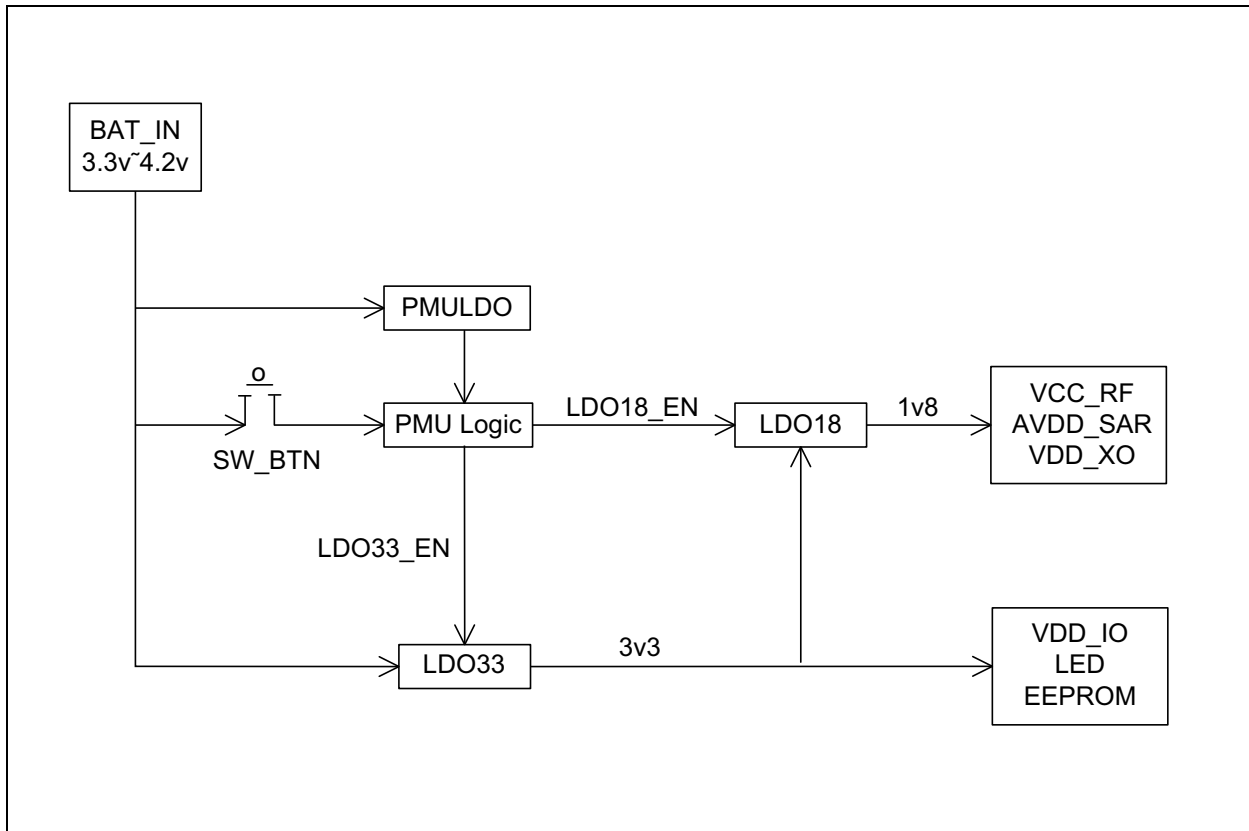 BAT_IN
3.3v~4.2v
PMULDO
o
SW_BTN
PMU Logic
LDO18_EN
LDO18
1v8
VCC_RF
AVDD_SAR
VDD_XO
LDO33_EN
LDO33
3v3
VDD_IO
LED
EEPROM